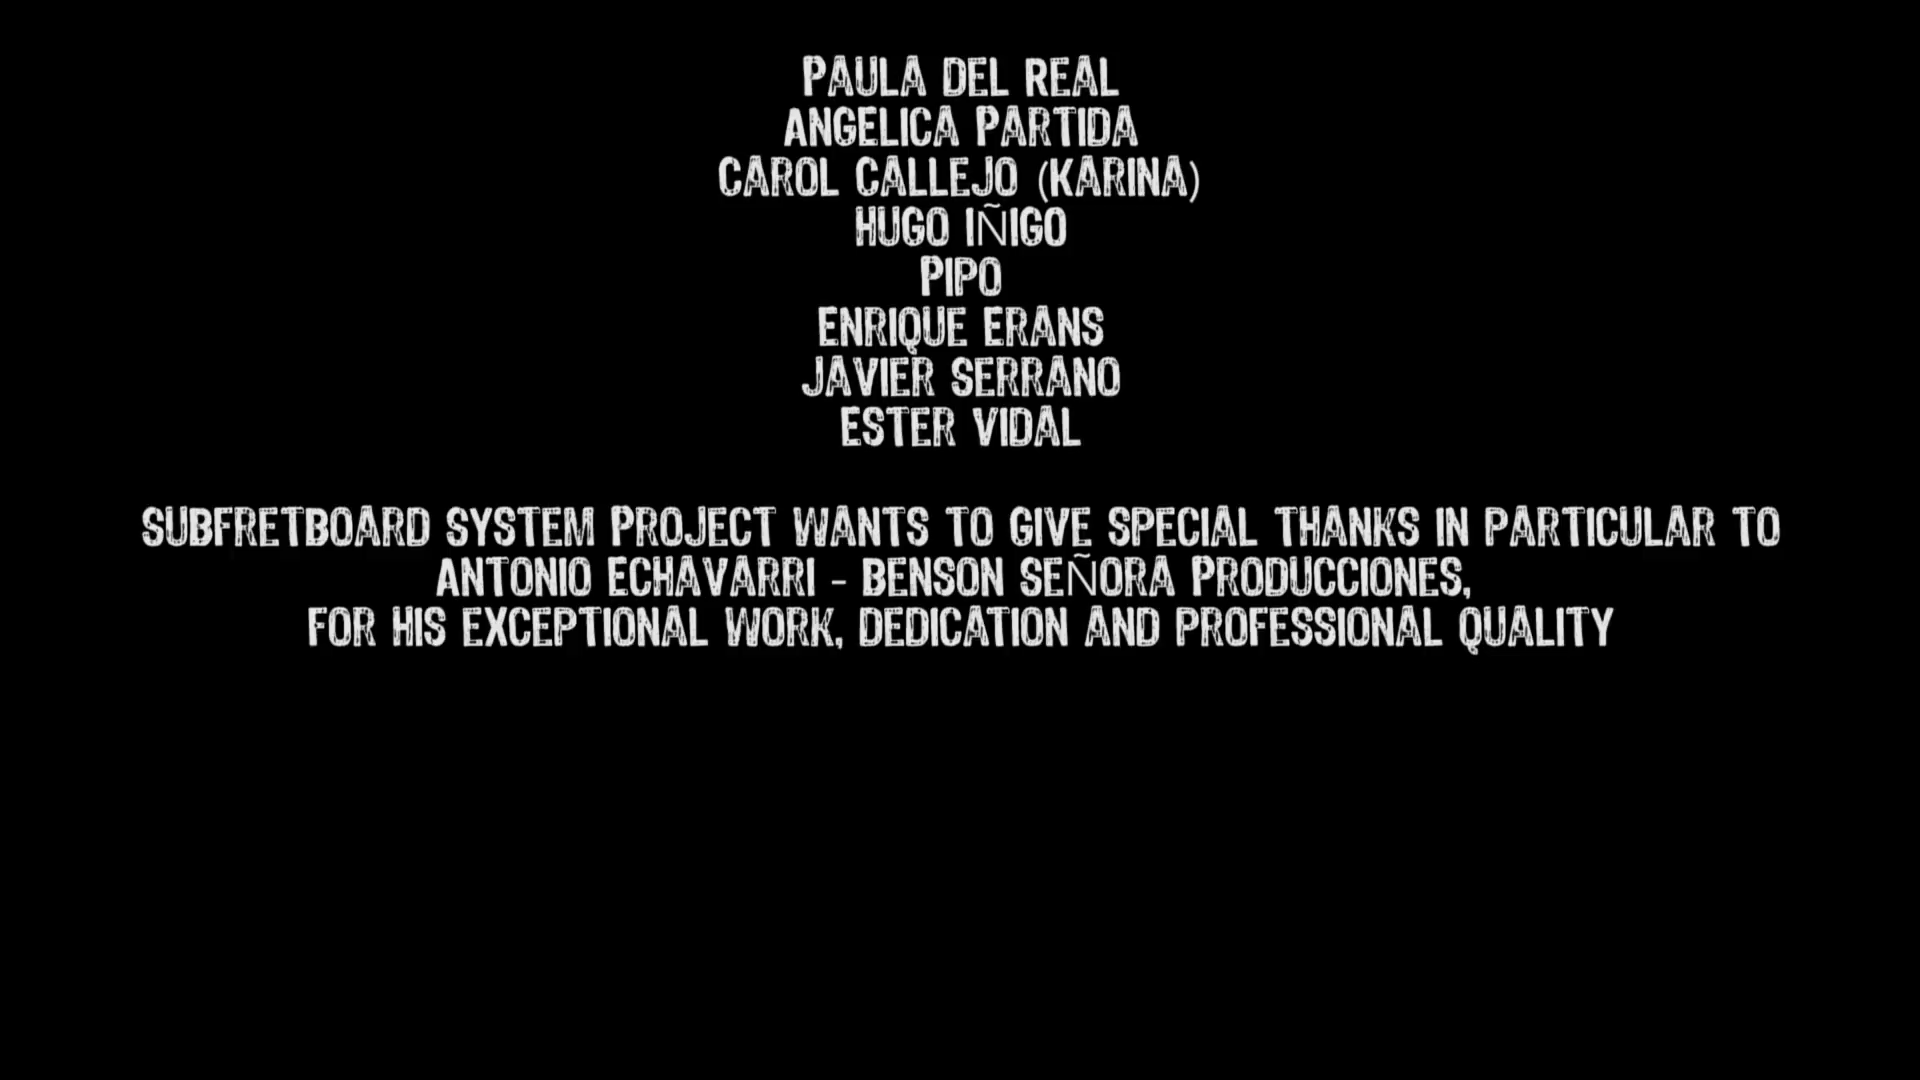 PAULA DEL REAL
ANGELICA PARTIDA
CAROL CALLEJO (KARINA)
HUGO IÑIGO
PIPO
ENRIQUE ERANS
JAVIER SERRANO
ESTER VIDAL
SUBFRETBOARD SYSTEM PROJECT WANTS TO GIVE SPECIAL THANKS IN PARTICULAR TO
ANTONIO ECHAVARRI - BENSON SEÑORA PRODUCCIONES,
FOR HIS EXCEPTIONAL WORK, DEDICATION AND PROFESSIONAL QUALITY